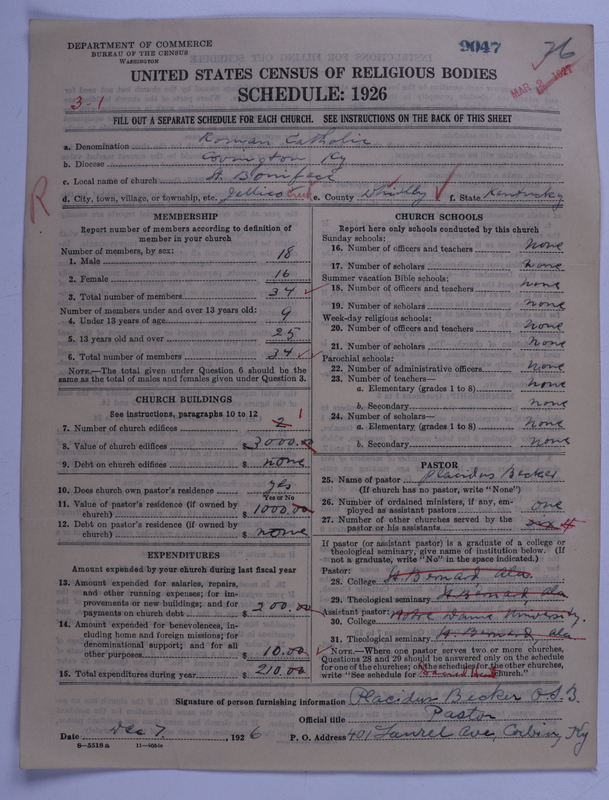 DEPARTMENT OF COMMERCE
BUREAU OF THE CENSUS
WASHINGTON
9047
76
MAR 2 1927
UNITED STATES CENSUS OF RELIGIOUS BODIES
SCHEDULE: 1926
3-1
FILL OUT A SEPARATE SCHEDULE FOR EACH CHURCH. SEE INSTRUCTIONS ON THE BACK OF THIS SHEET
a. Denomination Roman Catholic
b. Diocese Covington Ky
c. Local name of church St. Boniface
d. City, town, village, or township, etc. Jellico Creek e. County Whitley f. State Kentucky
R
MEMBERSHIP
Report number of members according to definition of
member in your church
Number of members, by sex:
1. Male 18
2. Female 16
3. Total number of members 34
Number of members under and over 13 years old:
4. Under 13 years of age 9
5. 13 years old and over 25
6. Total number of members 34
NOTE.—The total given under Question 6 should be the
same as the total of males and females given under Question 3.
CHURCH BUILDINGS
See instructions, paragraphs 10 to 12
7. Number of church edifices 2 1
8. Value of church edifices $3000.00
9. Debt on church edifices $ none
10. Does church own pastor's residence yes
Yes or No
11. Value of pastor's residence (if owned by
church) $ 1000.00
12. Debt on pastor's residence (if owned by
church) $ none
EXPENDITURES
Amount expended by your church during last fiscal year
13. Amount expended for salaries, repairs,
and other running expenses; for im-
provements or new buildings; and for
payments on church debt $ 200.00
14. Amount expended for benevolences, in-
cluding home and foreign missions; for
denominational support; and for all
other purposes $ 10.00
15. Total expenditures during year $ 210.00
CHURCH SCHOOLS
Report here only schools conducted by this church
Sunday schools:
16. Number of officers and teachers none
17. Number of scholars none
Summer vacation Bible schools:
18. Number of officers and teachers none
19. Number of scholars none
Week-day religious schools:
20. Number of officers and teachers none
21. Number of scholars none
Parochial schools:
22. Number of administrative officers none
23. Number of teachers—
a. Elementary (grades 1 to 8) none
b. Secondary none
24. Number of scholars—
a. Elementary (grades 1 to 8) none
b. Secondary none
PASTOR
25. Name of pastor Placidus Becker
(If church has no pastor, write "None")
26. Number of ordained ministers, if any, em-
ployed as assistant pastors one
27. Number of other churches served by the
pastor or his assistants six 4
If pastor (or assistant pastor) is a graduate of a college or
theological seminary, give name of institution below. (If
not a graduate, write "No" in the space indicated.)
Pastor:
28. College St Bernard Ala.
29. Theological seminary St Bernard, Ala
Assistant pastor:
30. College Notre Dame University.
31. Theological seminary St. Bernard Ala.
NOTE.—Where one pastor serves two or more churches,
Questions 28 and 29 should be answered only on the schedule
for one of the churches; on the schedules for the other churches,
write "See schedule for Sacred Heart church."
Signature of person furnishing information Placidus Becker O.S.B.
Official title Pastor
Date Dec 7, 1926 P. O. Address 401 Laurel Ave, Corbin, Ky
8—5518a 11—4054a